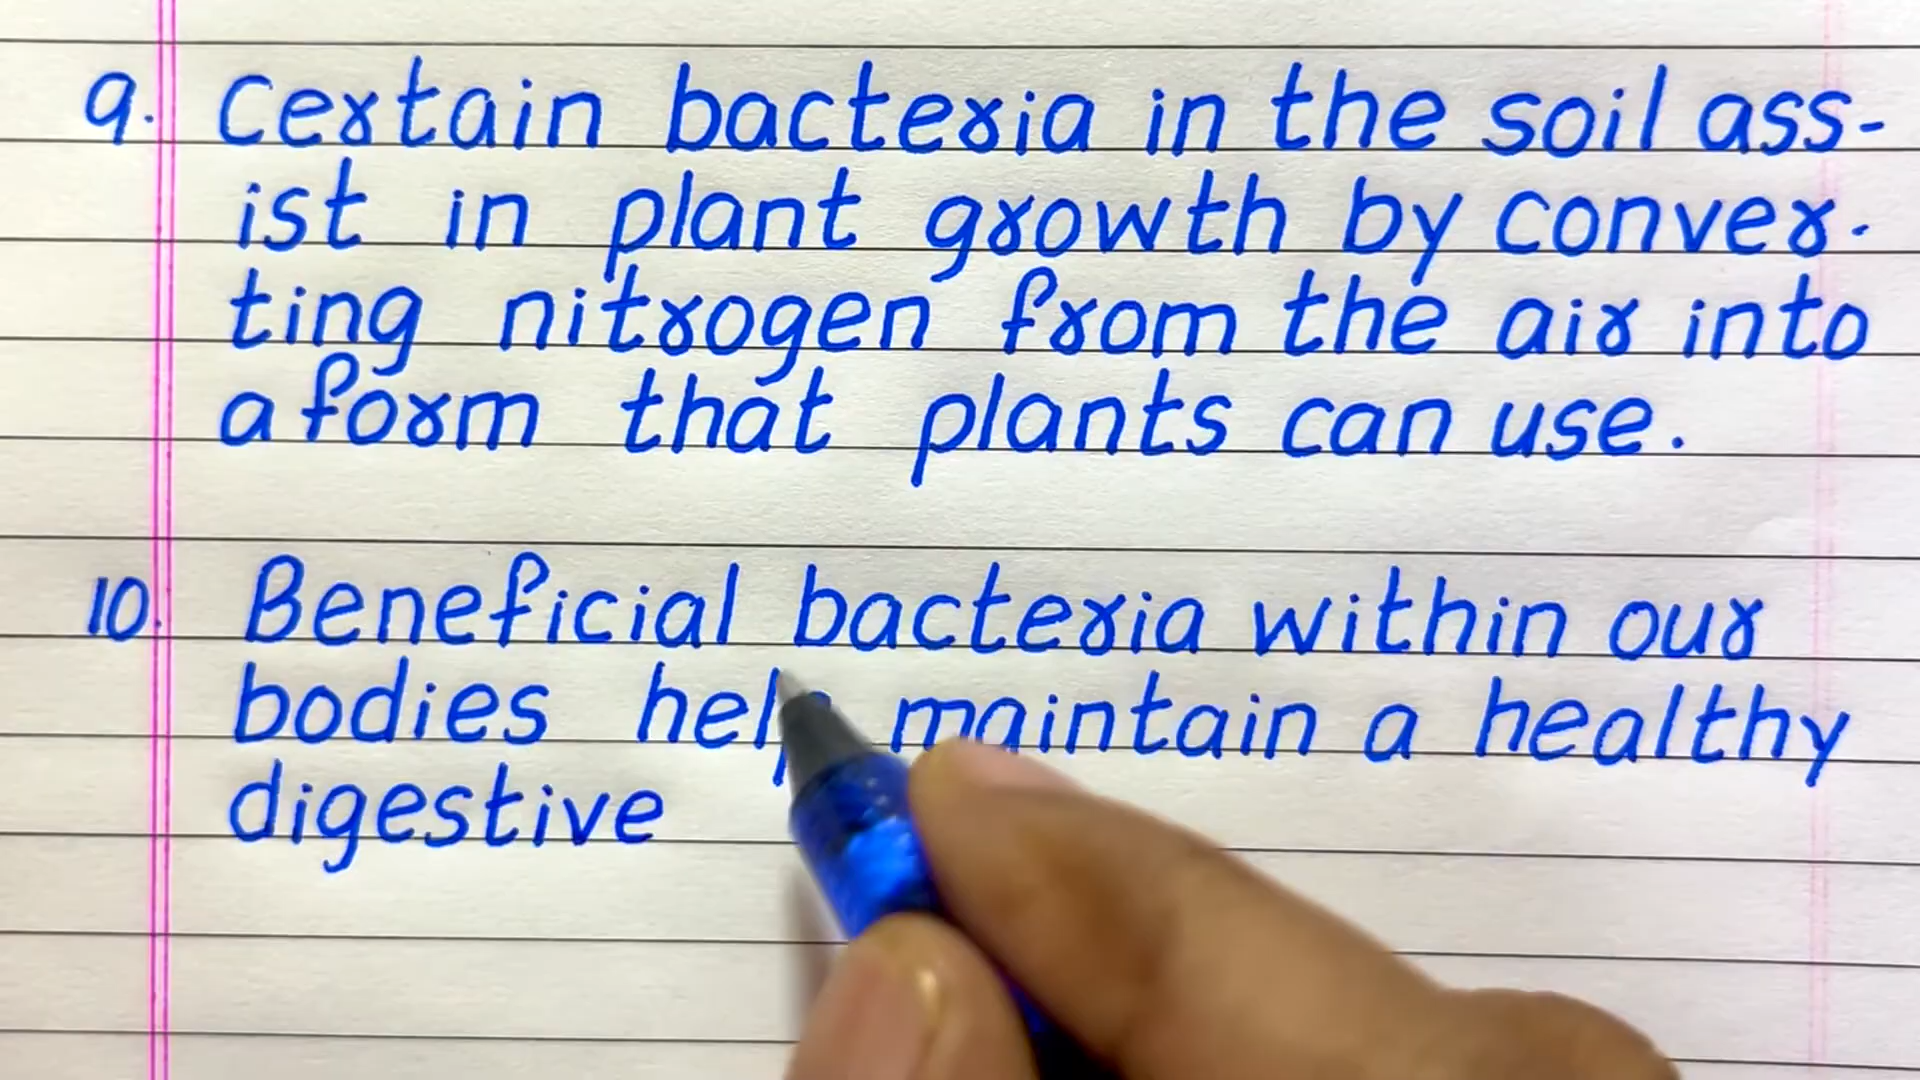 9. Certain bacteria in the soil ass-
ist in plant growth by conver-
ting nitrogen from the air into
a form that plants can use.
10. Beneficial bacteria within our
bodies help maintain a healthy
digestive